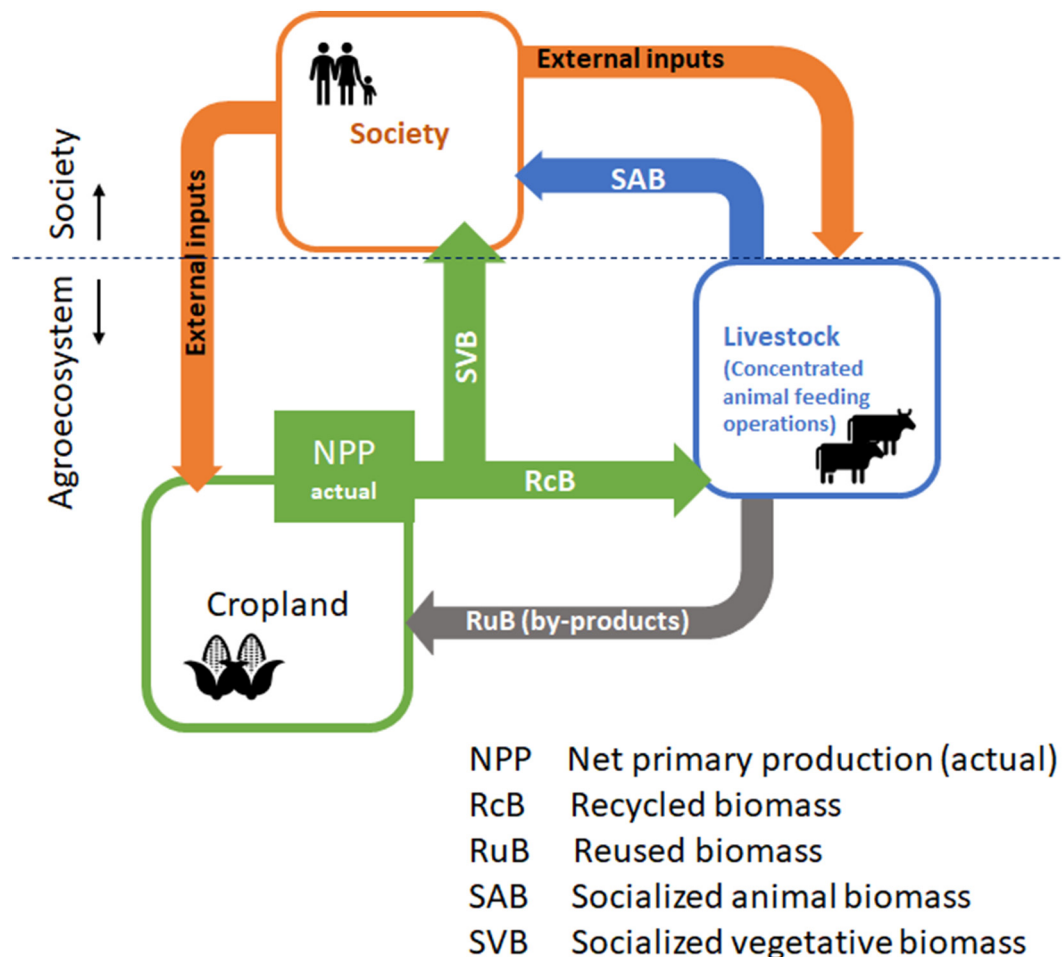 External inputs
Society
SAB
Society
External inputs
Agroecosystem
SVB
Livestock
(Concentrated
animal feeding
operations)
NPP
actual
RcB
Cropland
RuB (by-products)
NPP Net primary production (actual)
RcB Recycled biomass
RuB Reused biomass
SAB Socialized animal biomass
SVB Socialized vegetative biomass